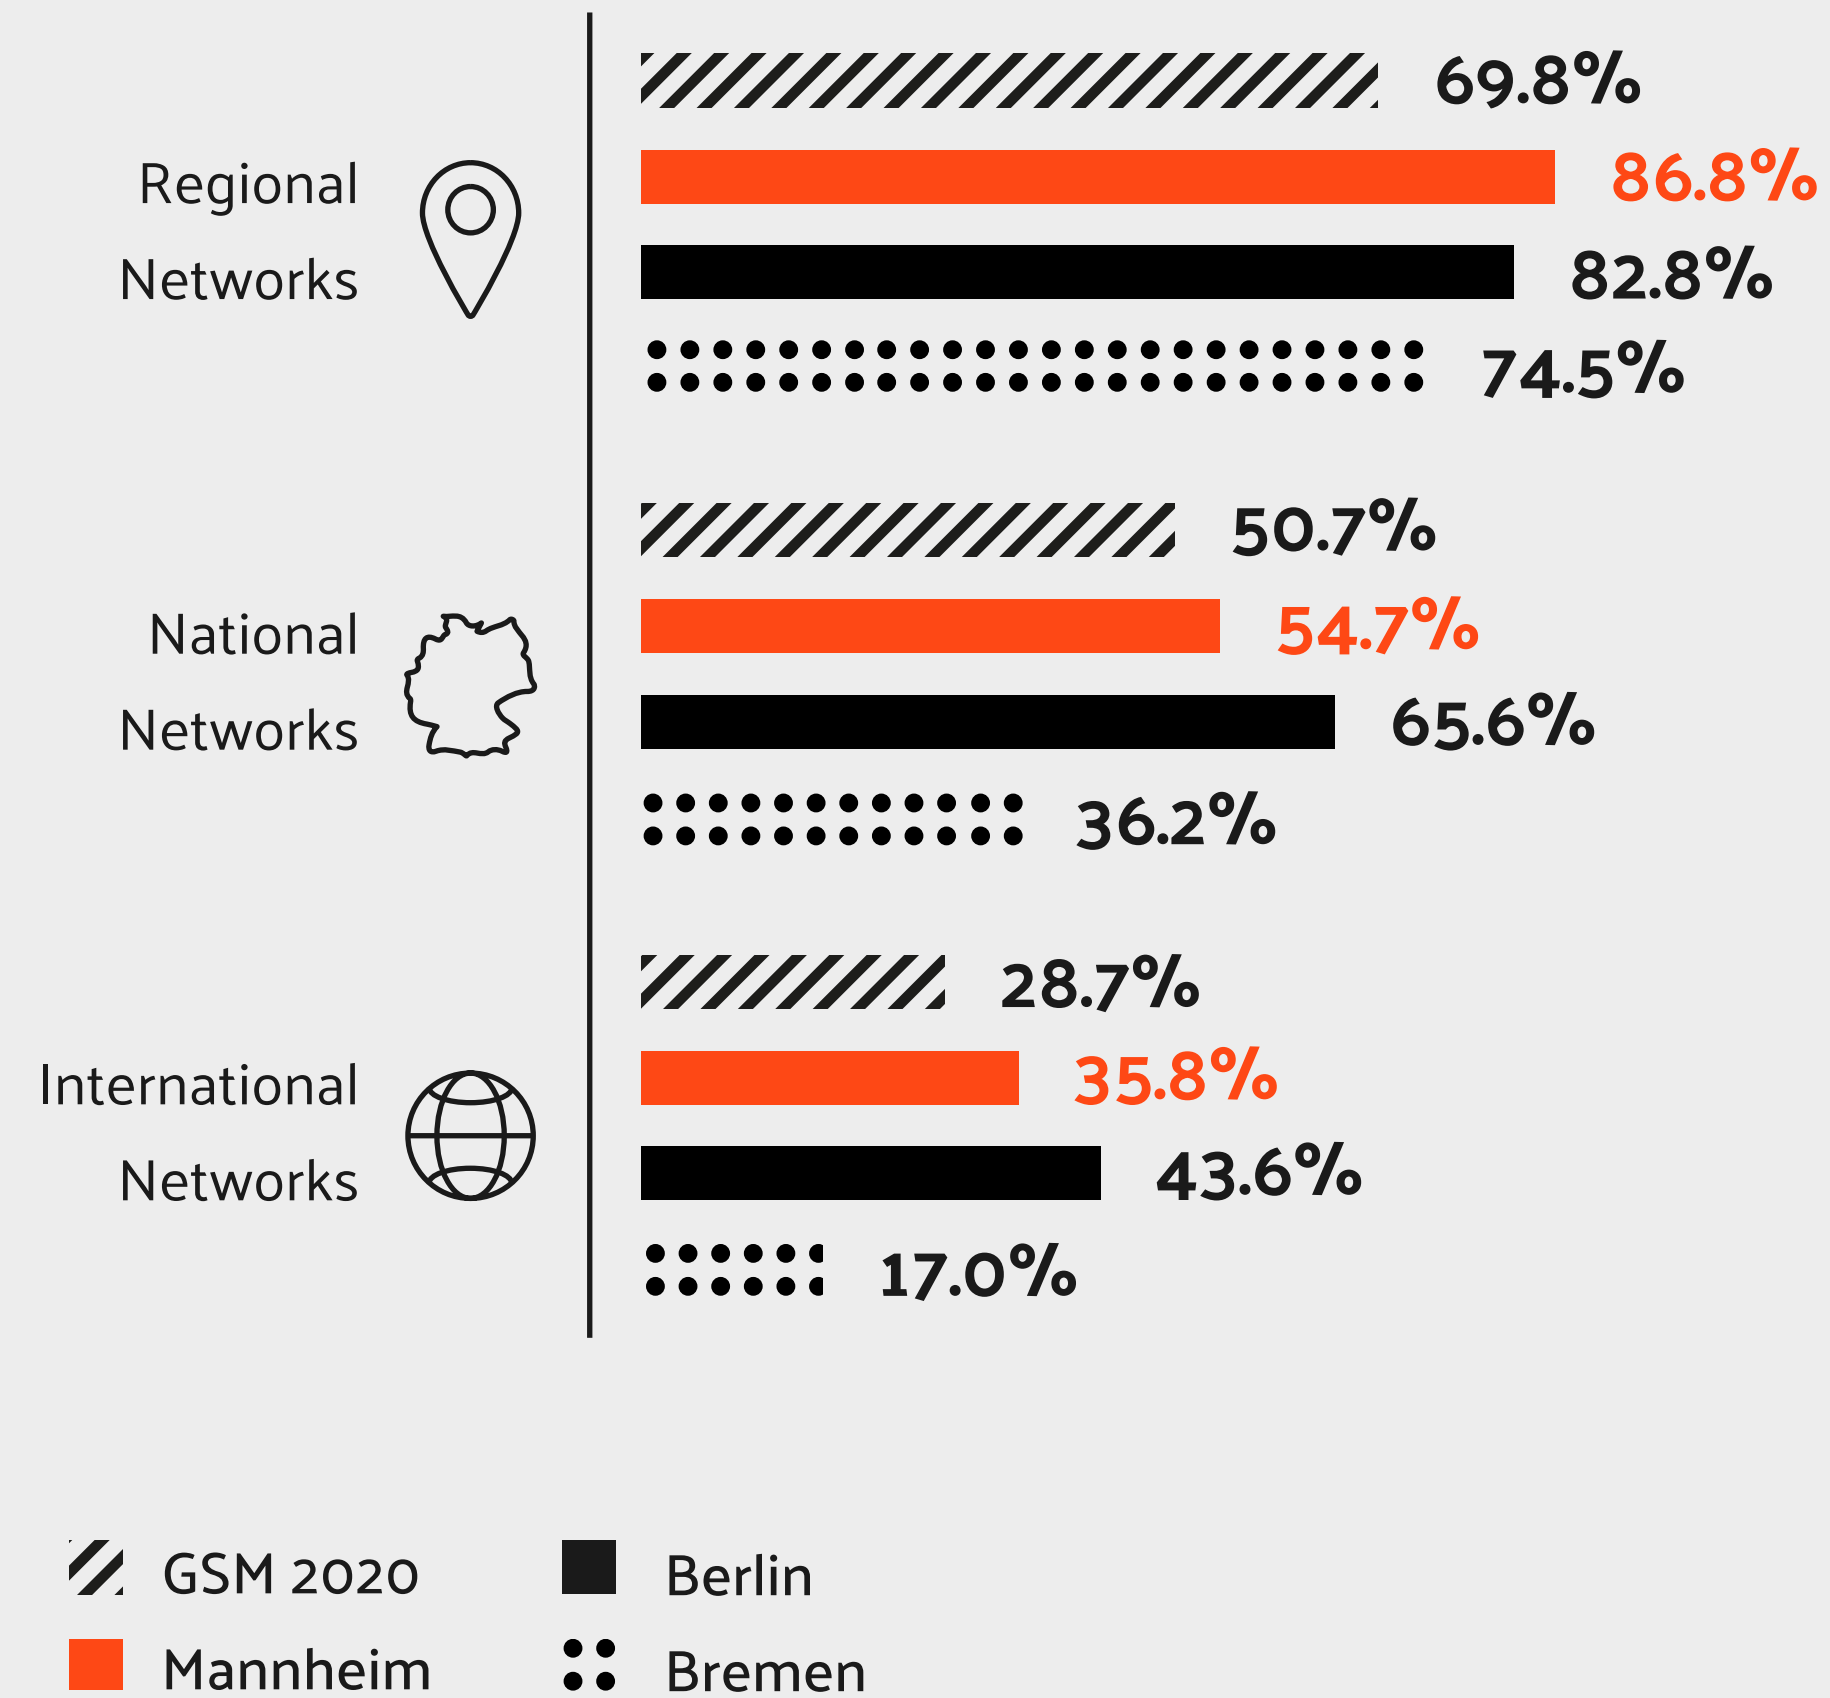 69.8%
86.8%
Regional
Networks
82.8%
74.5%
50.7%
54.7%
National
Networks
65.6%
36.2%
28.7%
35.8%
International
Networks
43.6%
17.0%
GSM 2020
Berlin
Mannheim
Bremen